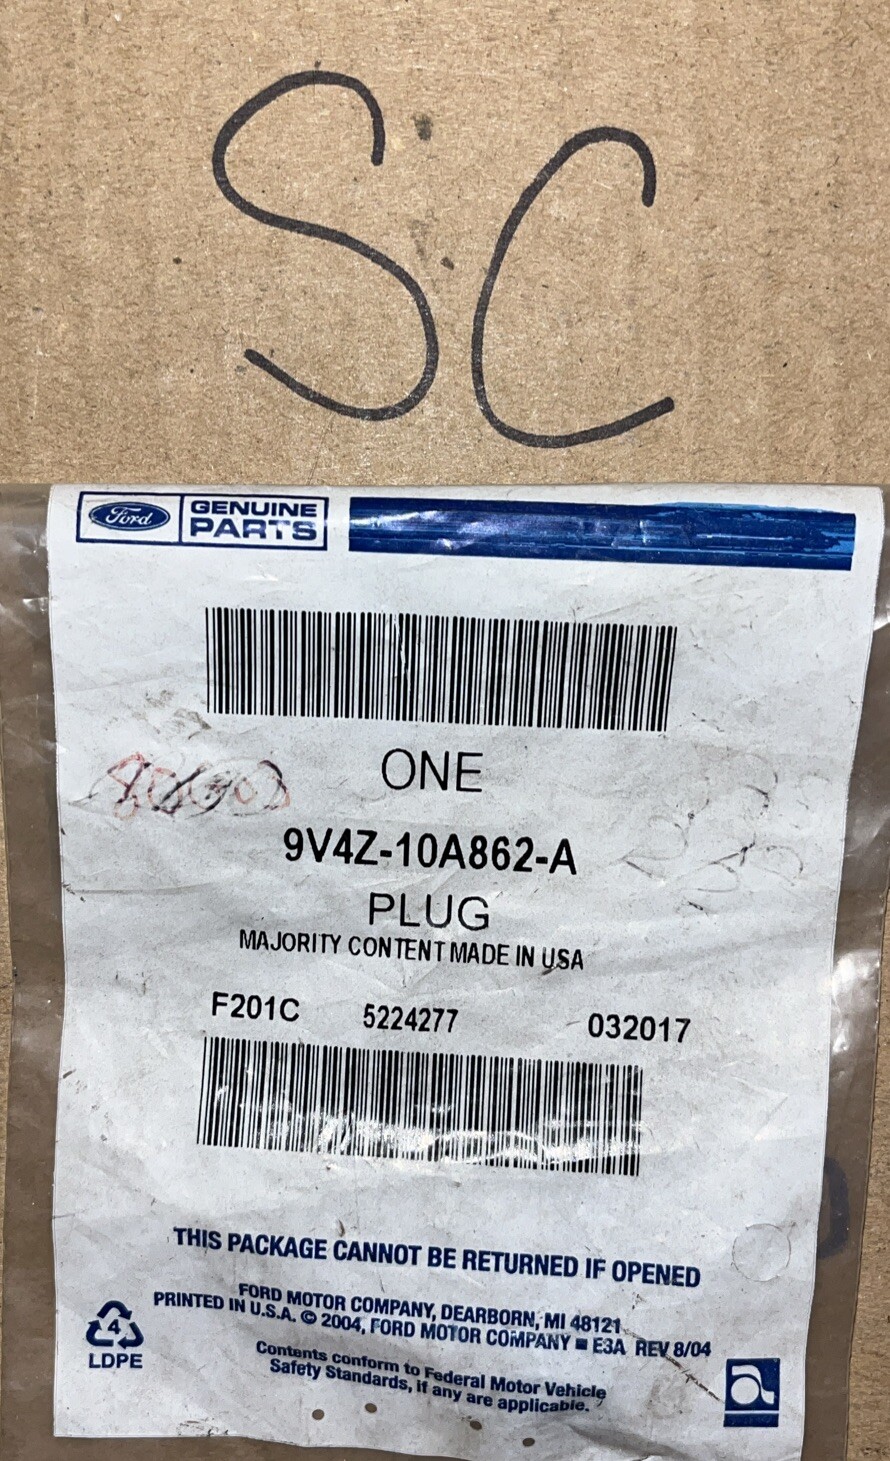 SC
Ford GENUINE
PARTS
ONE
9V4Z-10A862-A
PLUG
MAJORITY CONTENT MADE IN USA
F201C 5224277 032017
THIS PACKAGE CANNOT BE RETURNED IF OPENED
FORD MOTOR COMPANY, DEARBORN, MI 48121
PRINTED IN U.S.A. © 2004, FORD MOTOR COMPANY ■ E3A REV 8/04
4
LDPE
Contents conform to Federal Motor Vehicle
Safety Standards, if any are applicable.